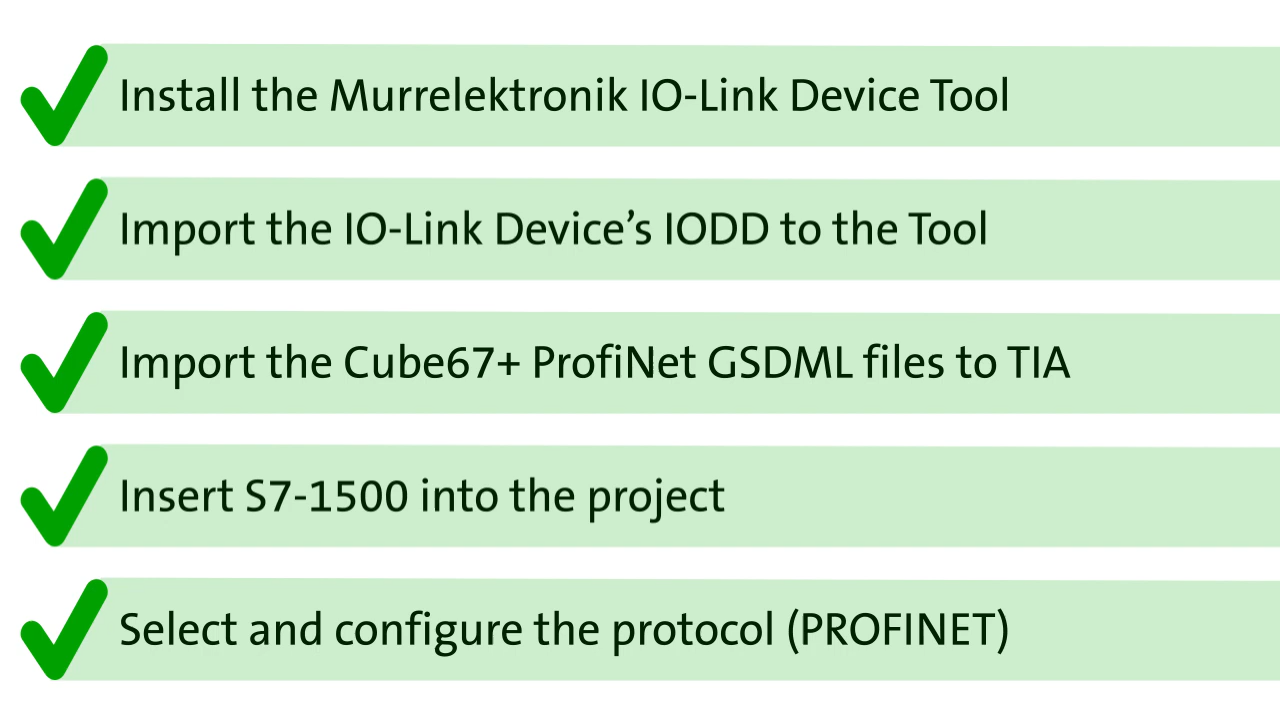 Install the Murrelektronik IO-Link Device Tool
Import the IO-Link Device’s IODD to the Tool
Import the Cube67+ ProfiNet GSDML files to TIA
Insert S7-1500 into the project
Select and configure the protocol (PROFINET)